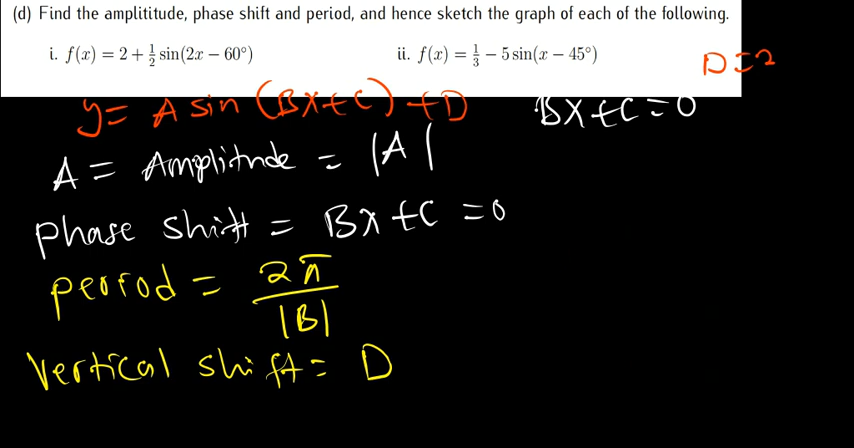 (d) Find the amplititude, phase shift and period, and hence sketch the graph of each of the following.
i. f(x) = 2 + ½ sin(2x − 60°) ii. f(x) = ⅓ − 5 sin(x − 45°)
D = 2
y = A sin (Bx + C) + D Bx + C = 0
A = Amplitude = |A|
phase shift = Bx + C = 0
period = 2π / |B|
Vertical shift = D